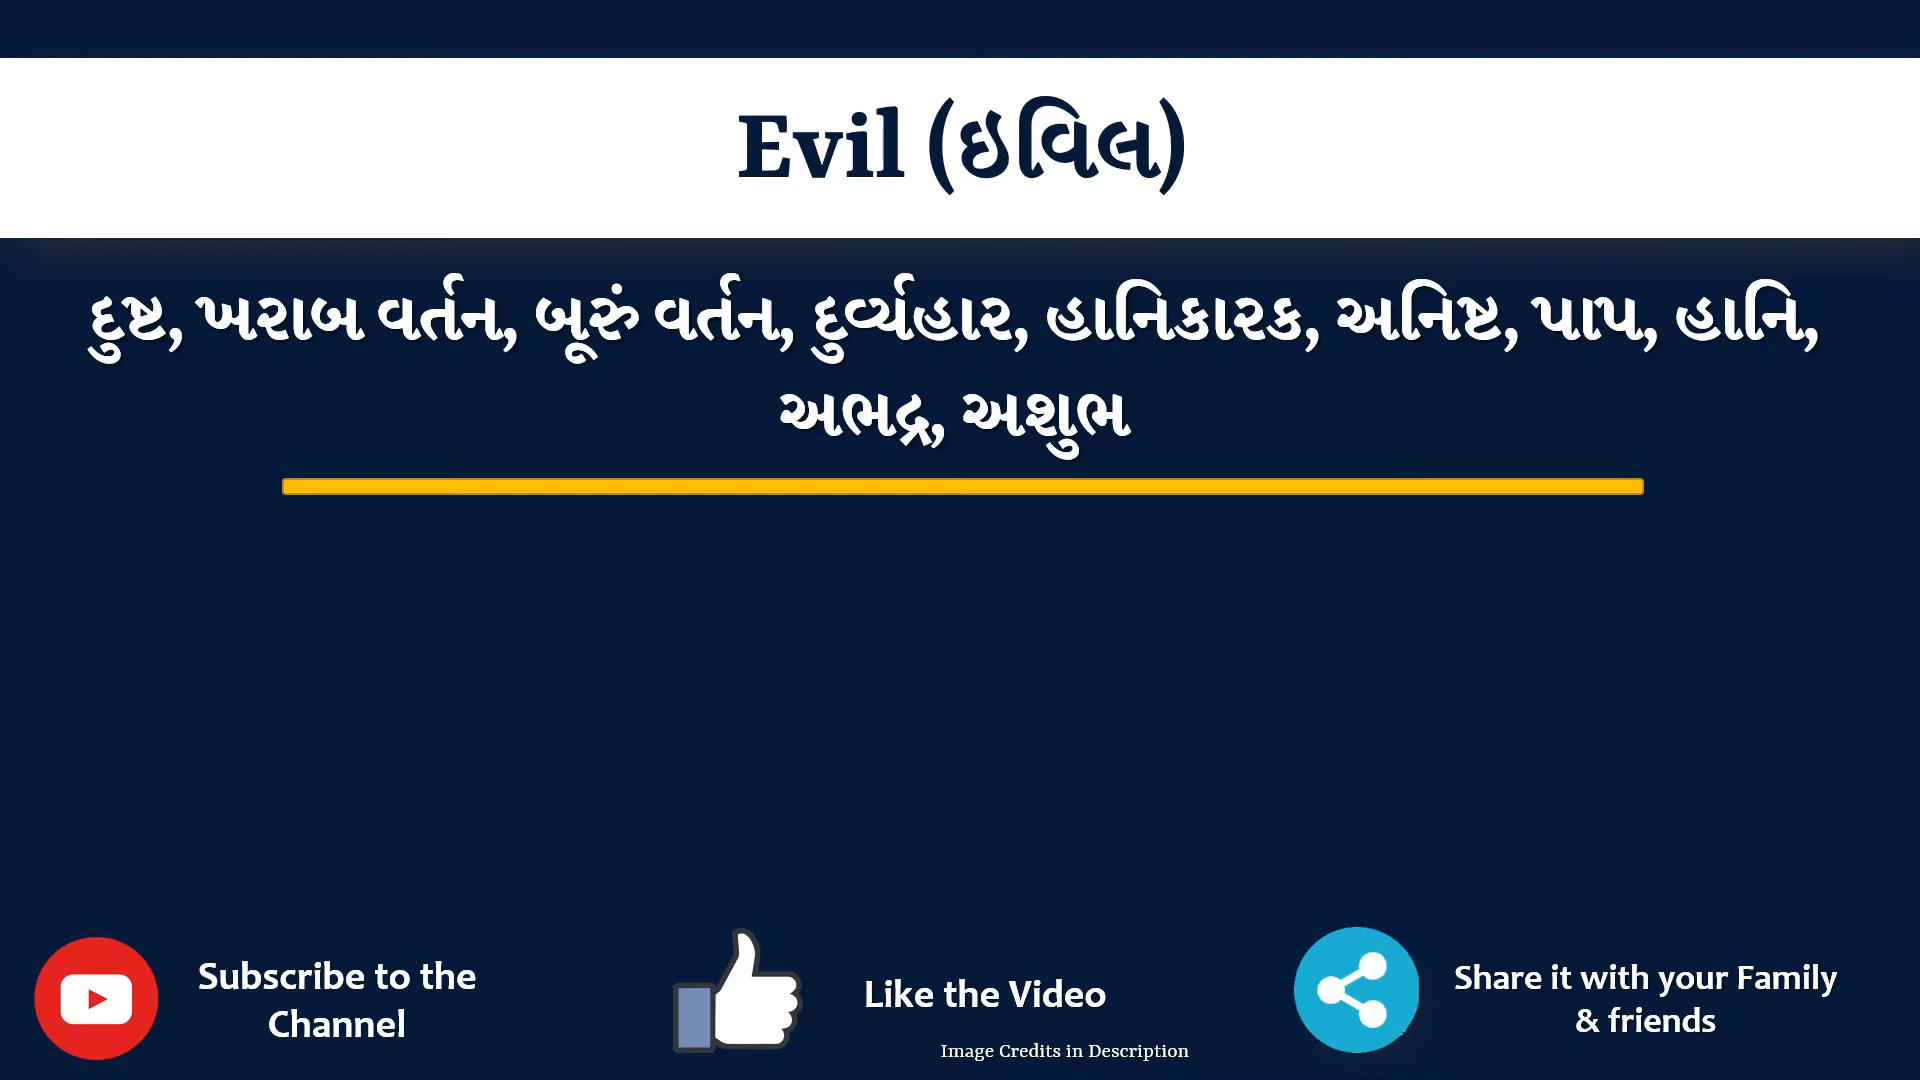 Evil (ઇવિલ)
દુષ્ટ, ખરાબ વર્તન, બૂરું વર્તન, દુર્વ્યહાર, હાનિકારક, અનિષ્ટ, પાપ, હાનિ,
અભદ્ર, અશુભ
Subscribe to the
Channel
Like the Video
Share it with your Family
& friends
Image Credits in Description